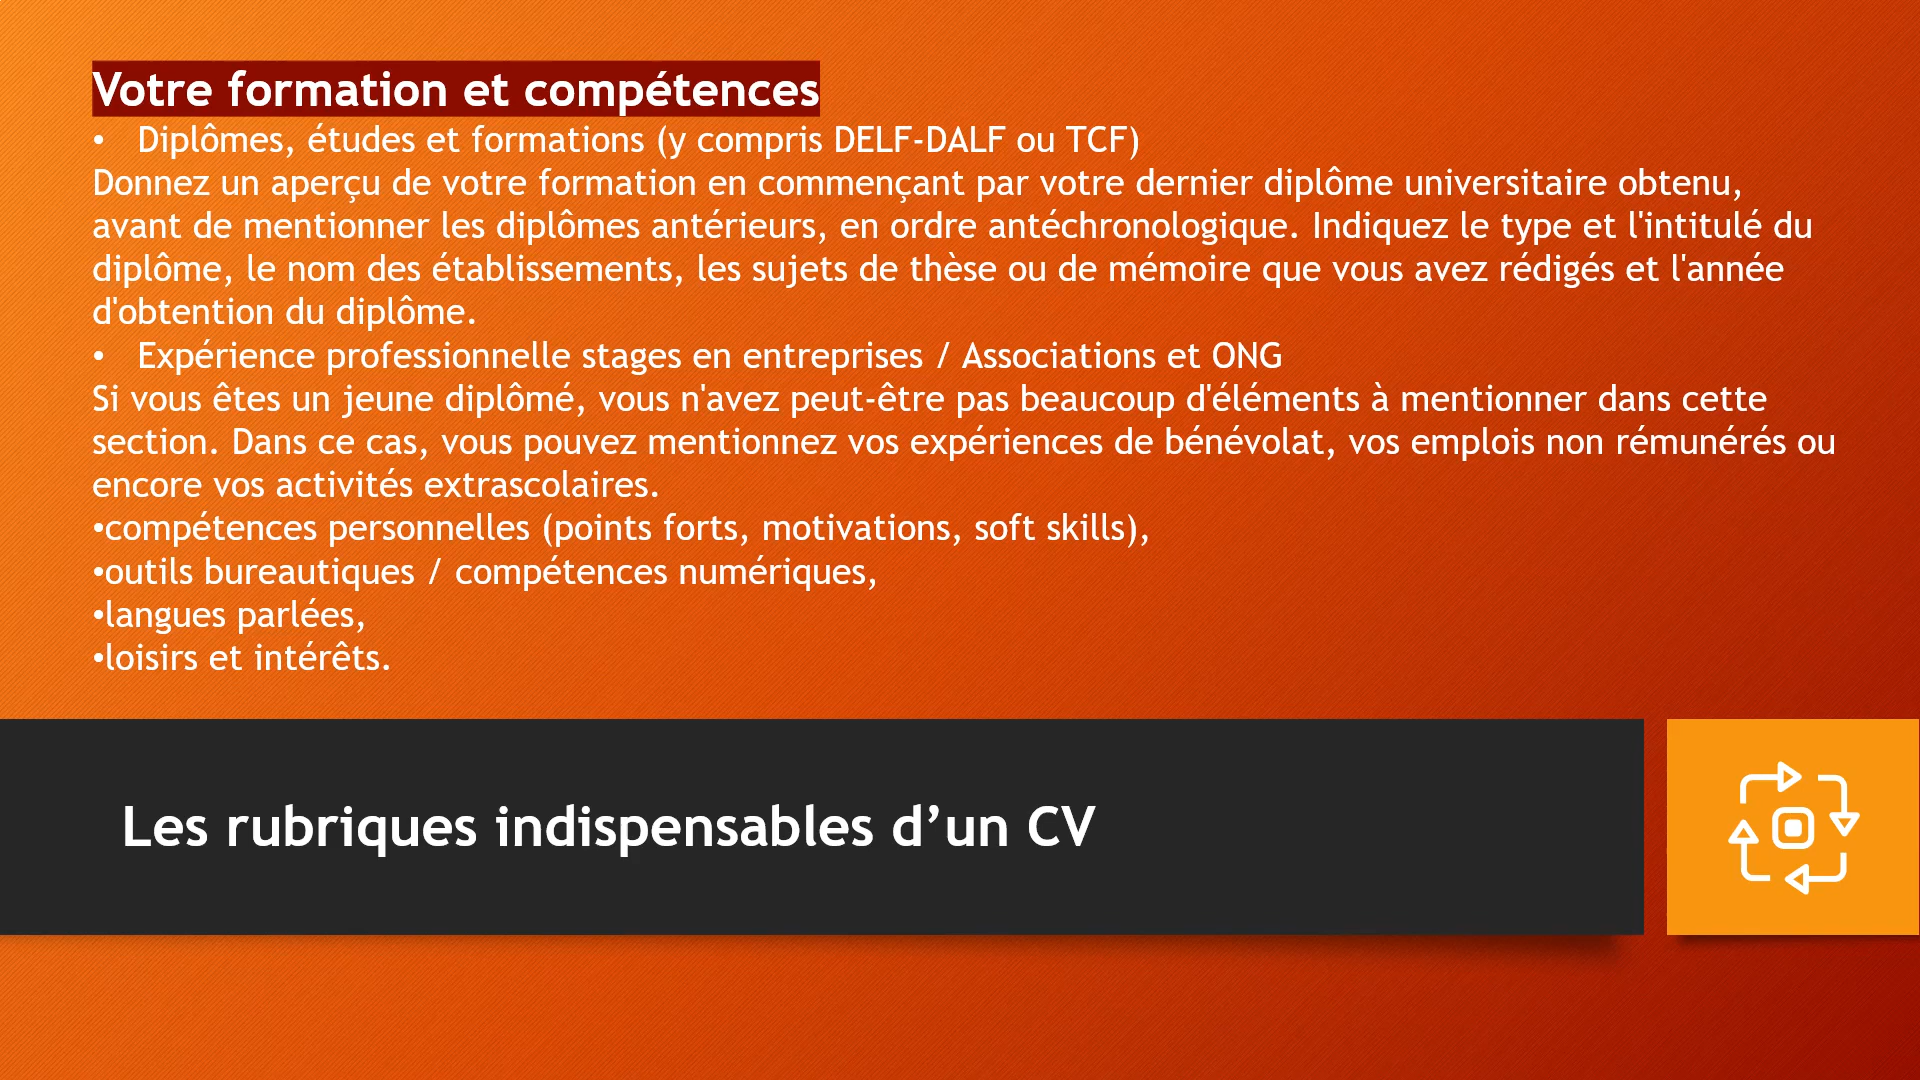 Votre formation et compétences
• Diplômes, études et formations (y compris DELF-DALF ou TCF)
Donnez un aperçu de votre formation en commençant par votre dernier diplôme universitaire obtenu,
avant de mentionner les diplômes antérieurs, en ordre antéchronologique. Indiquez le type et l'intitulé du
diplôme, le nom des établissements, les sujets de thèse ou de mémoire que vous avez rédigés et l'année
d'obtention du diplôme.
• Expérience professionnelle stages en entreprises / Associations et ONG
Si vous êtes un jeune diplômé, vous n'avez peut-être pas beaucoup d'éléments à mentionner dans cette
section. Dans ce cas, vous pouvez mentionnez vos expériences de bénévolat, vos emplois non rémunérés ou
encore vos activités extrascolaires.
•compétences personnelles (points forts, motivations, soft skills),
•outils bureautiques / compétences numériques,
•langues parlées,
•loisirs et intérêts.
Les rubriques indispensables d’un CV